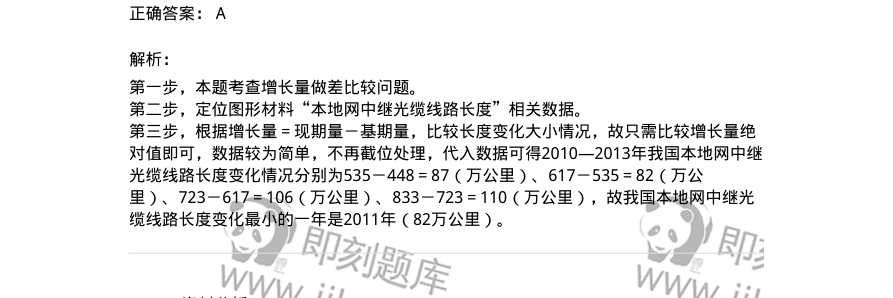 正确答案： A
解析：
第一步，本题考查增长量做差比较问题。
第二步，定位图形材料“本地网中继光缆线路长度”相关数据。
第三步，根据增长量＝现期量－基期量，比较长度变化大小情况，故只需比较增长量绝
对值即可，数据较为简单，不再截位处理，代入数据可得2010—2013年我国本地网中继
光缆线路长度变化情况分别为535－448＝87（万公里）、617－535＝82（万公
里）、723－617＝106（万公里）、833－723＝110（万公里），故我国本地网中继光
缆线路长度变化最小的一年是2011年（82万公里）。
即刻题库
即刻